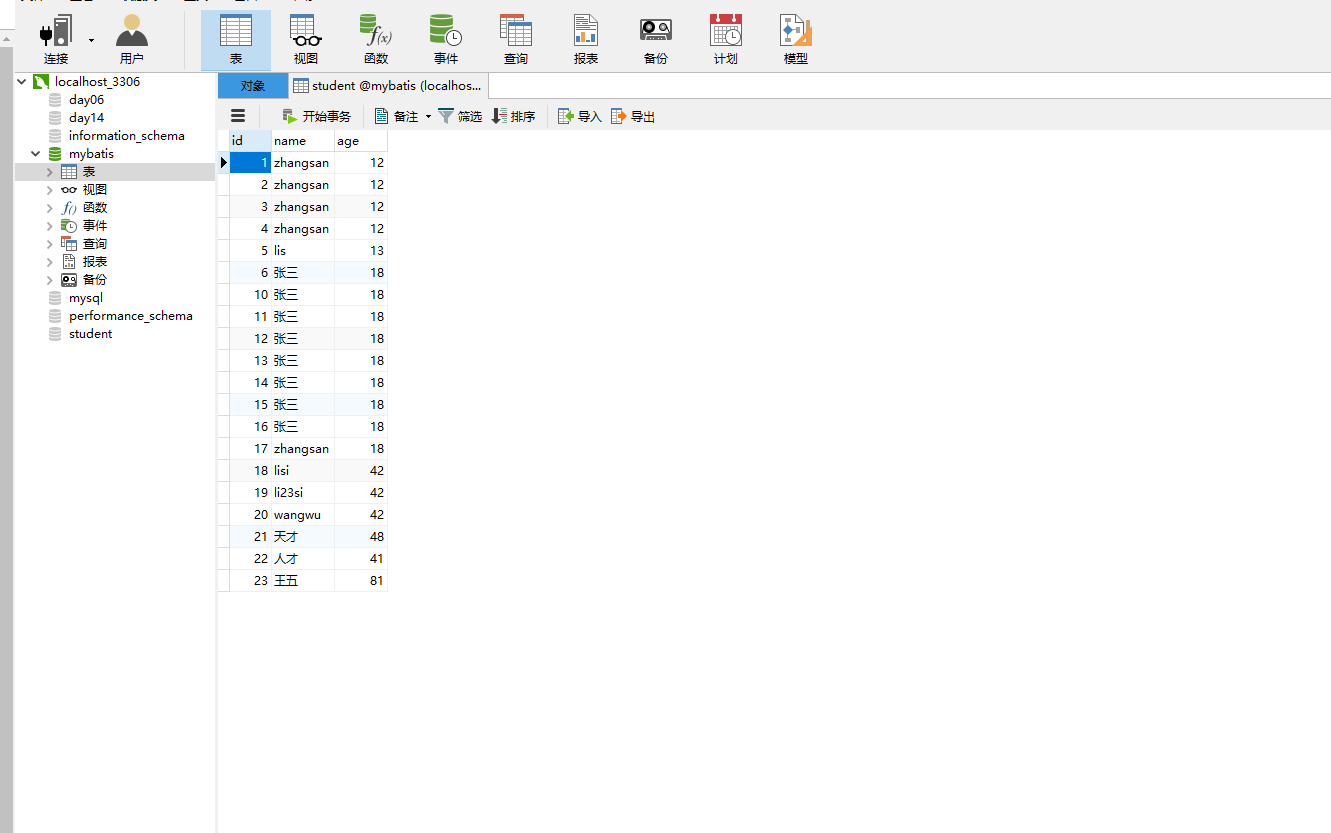 连接 用户 表 视图 函数 事件 查询 报表 备份 计划 模型
localhost_3306
day06
day14
information_schema
mybatis
表
视图
函数
事件
查询
报表
备份
mysql
performance_schema
student
对象 student @mybatis (localhos...
开始事务 备注 筛选 排序 导入 导出
id name age
1 zhangsan 12
2 zhangsan 12
3 zhangsan 12
4 zhangsan 12
5 lis 13
6 张三 18
10 张三 18
11 张三 18
12 张三 18
13 张三 18
14 张三 18
15 张三 18
16 张三 18
17 zhangsan 18
18 lisi 42
19 li23si 42
20 wangwu 42
21 天才 48
22 人才 41
23 王五 81